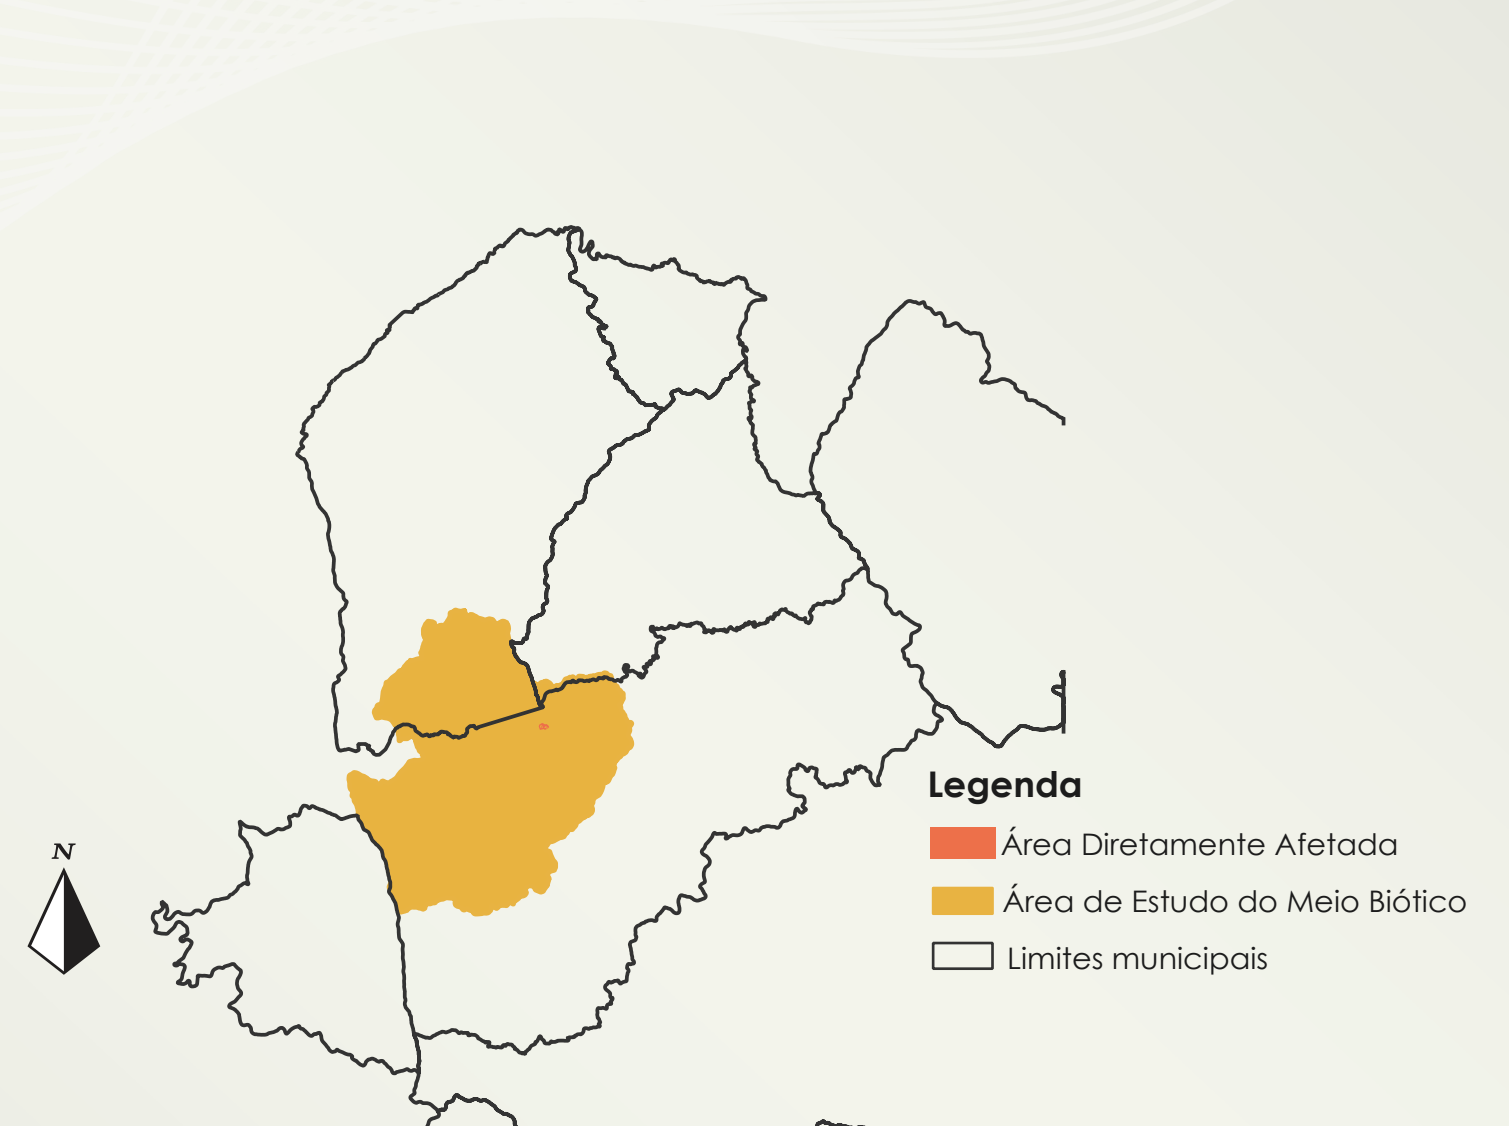 Legenda
N
Área Diretamente Afetada
Área de Estudo do Meio Biótico
Limites municipais